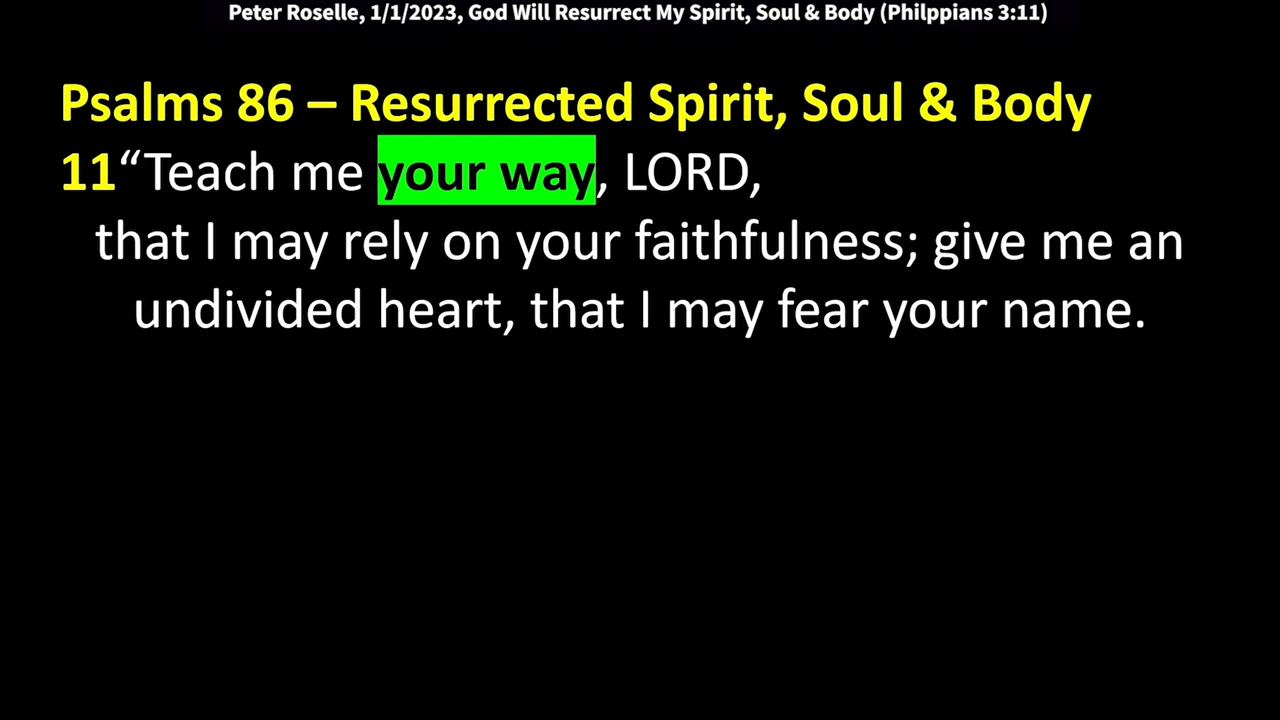 Peter Roselle, 1/1/2023, God Will Resurrect My Spirit, Soul & Body (Philppians 3:11)
Psalms 86 – Resurrected Spirit, Soul & Body
11“Teach me your way, LORD,
that I may rely on your faithfulness; give me an
undivided heart, that I may fear your name.